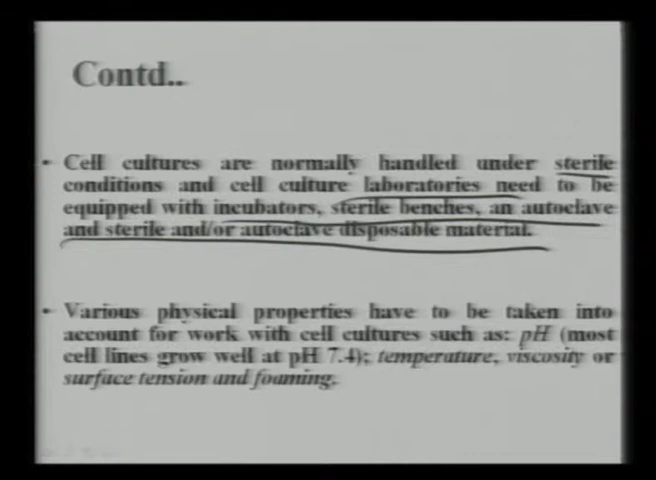 Contd..
• Cell cultures are normally handled under sterile
conditions and cell culture laboratories need to be
equipped with incubators, sterile benches, an autoclave
and sterile and/or autoclave disposable material.
• Various physical properties have to be taken into
account for work with cell cultures such as: pH (most
cell lines grow well at pH 7.4); temperature, viscosity or
surface tension and foaming.